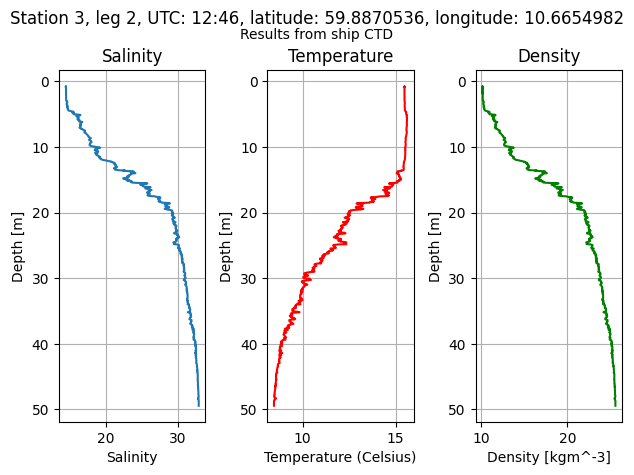 Station 3, leg 2, UTC: 12:46, latitude: 59.8870536, longitude: 10.6654982
Results from ship CTD
Salinity Temperature Density
0 0 0
10 10 10
20 20 20
30 30 30
40 40 40
50 50 50
Depth [m] Depth [m] Depth [m]
20 30 10 15 10 20
Salinity Temperature (Celsius) Density [kgm^-3]